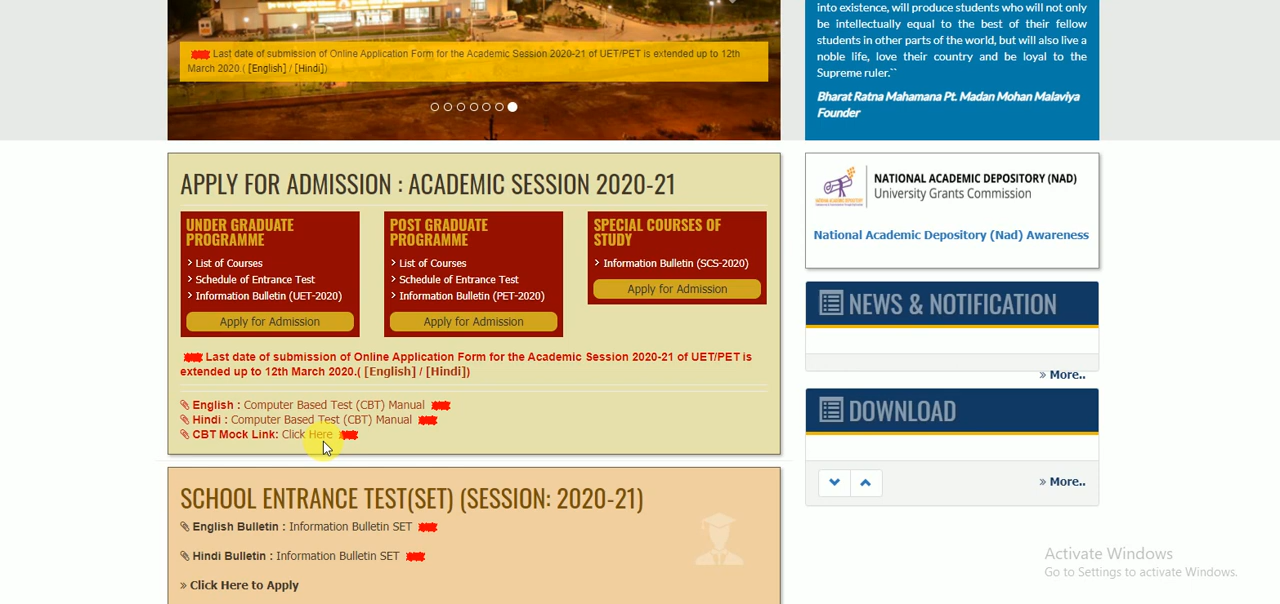 Last date of submission of Online Application Form for the Academic Session 2020-21 of UET/PET is extended up to 12th
March 2020.( [English] / [Hindi])
into existence, will produce students who will not only
be intellectually equal to the best of their fellow
students in other parts of the world, but will also live a
noble life, love their country and be loyal to the
Supreme ruler.``
Bharat Ratna Mahamana Pt. Madan Mohan Malaviya
Founder
APPLY FOR ADMISSION : ACADEMIC SESSION 2020-21
UNDER GRADUATE
PROGRAMME
List of Courses
Schedule of Entrance Test
Information Bulletin (UET-2020)
Apply for Admission
POST GRADUATE
PROGRAMME
List of Courses
Schedule of Entrance Test
Information Bulletin (PET-2020)
Apply for Admission
SPECIAL COURSES OF
STUDY
Information Bulletin (SCS-2020)
Apply for Admission
Last date of submission of Online Application Form for the Academic Session 2020-21 of UET/PET is
extended up to 12th March 2020.( [English] / [Hindi])
English : Computer Based Test (CBT) Manual
Hindi : Computer Based Test (CBT) Manual
CBT Mock Link: Click Here
SCHOOL ENTRANCE TEST(SET) (SESSION: 2020-21)
English Bulletin : Information Bulletin SET
Hindi Bulletin : Information Bulletin SET
» Click Here to Apply
NATIONAL ACADEMIC DEPOSITORY (NAD)
University Grants Commission
National Academic Depository (Nad) Awareness
NEWS & NOTIFICATION
» More..
DOWNLOAD
» More..
Activate Windows
Go to Settings to activate Windows.